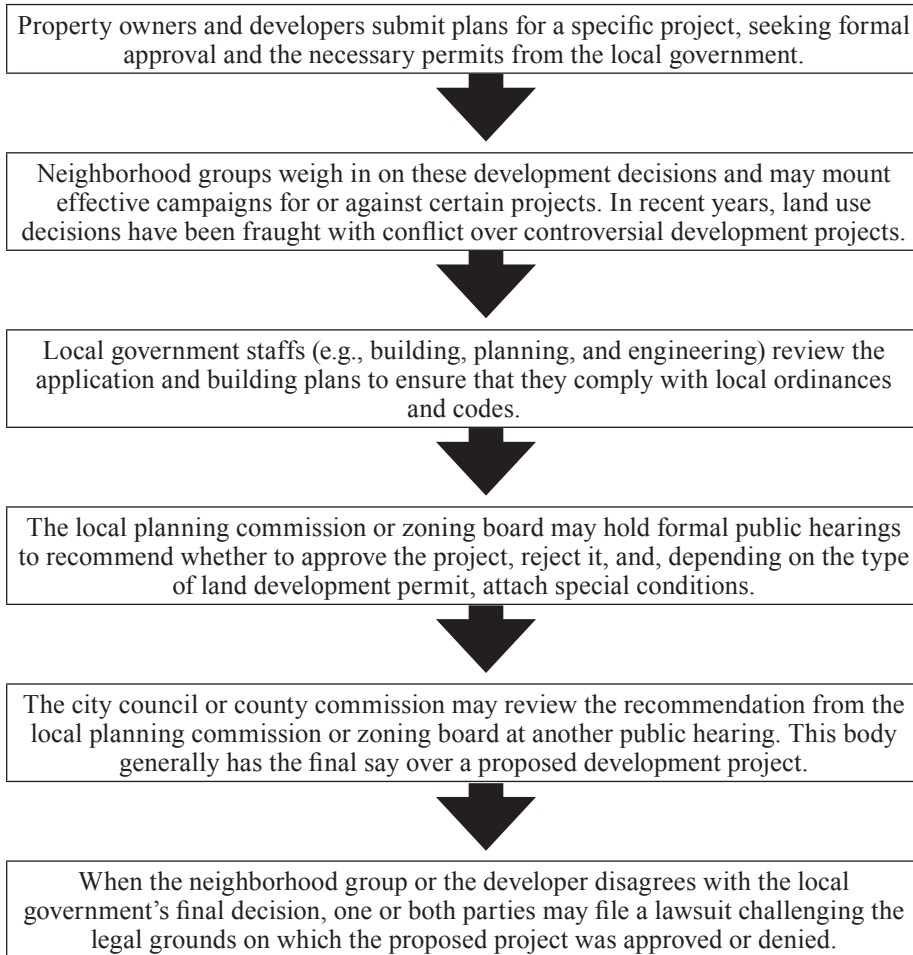 Property owners and developers submit plans for a specific project, seeking formal
approval and the necessary permits from the local government.
Neighborhood groups weigh in on these development decisions and may mount
effective campaigns for or against certain projects. In recent years, land use
decisions have been fraught with conflict over controversial development projects.
Local government staffs (e.g., building, planning, and engineering) review the
application and building plans to ensure that they comply with local ordinances
and codes.
The local planning commission or zoning board may hold formal public hearings
to recommend whether to approve the project, reject it, and, depending on the type
of land development permit, attach special conditions.
The city council or county commission may review the recommendation from the
local planning commission or zoning board at another public hearing. This body
generally has the final say over a proposed development project.
When the neighborhood group or the developer disagrees with the local
government’s final decision, one or both parties may file a lawsuit challenging the
legal grounds on which the proposed project was approved or denied.